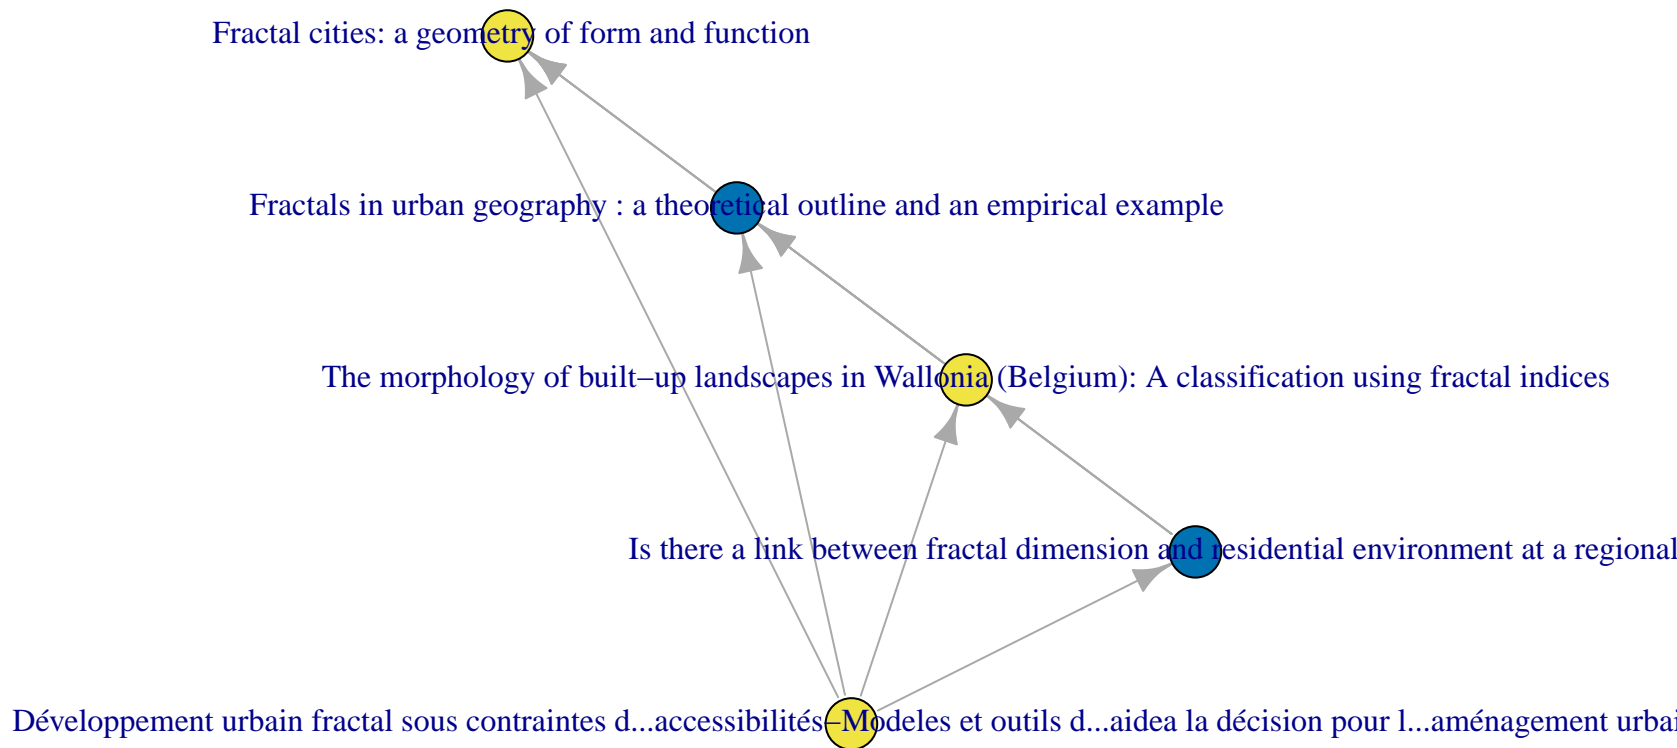 Fractal cities: a geometry of form and function
Fractals in urban geography : a theoretical outline and an empirical example
The morphology of built−up landscapes in Wallonia (Belgium): A classification using fractal indices
Is there a link between fractal dimension and residential environment at a regional
Développement urbain fractal sous contraintes d...accessibilités−Modeles et outils d...aidea la décision pour l...aménagement urbai